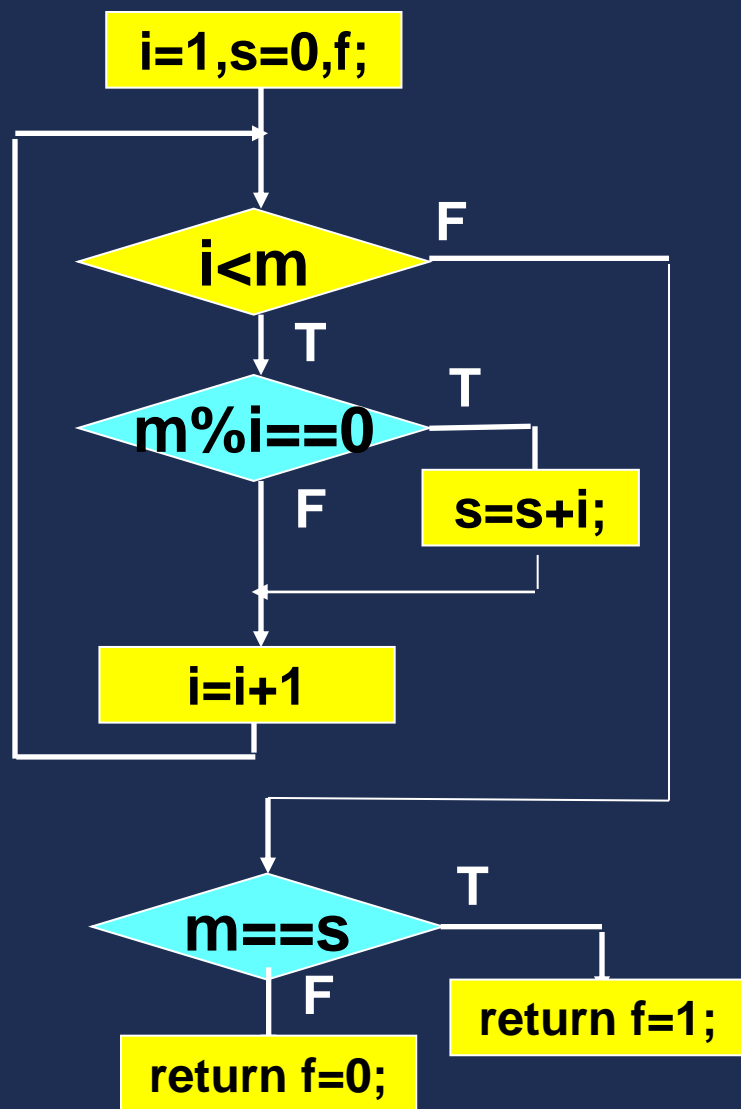 i=1,s=0,f;
i<m
F
T
m%i==0
T
F
s=s+i;
i=i+1
m==s
T
F
return f=1;
return f=0;